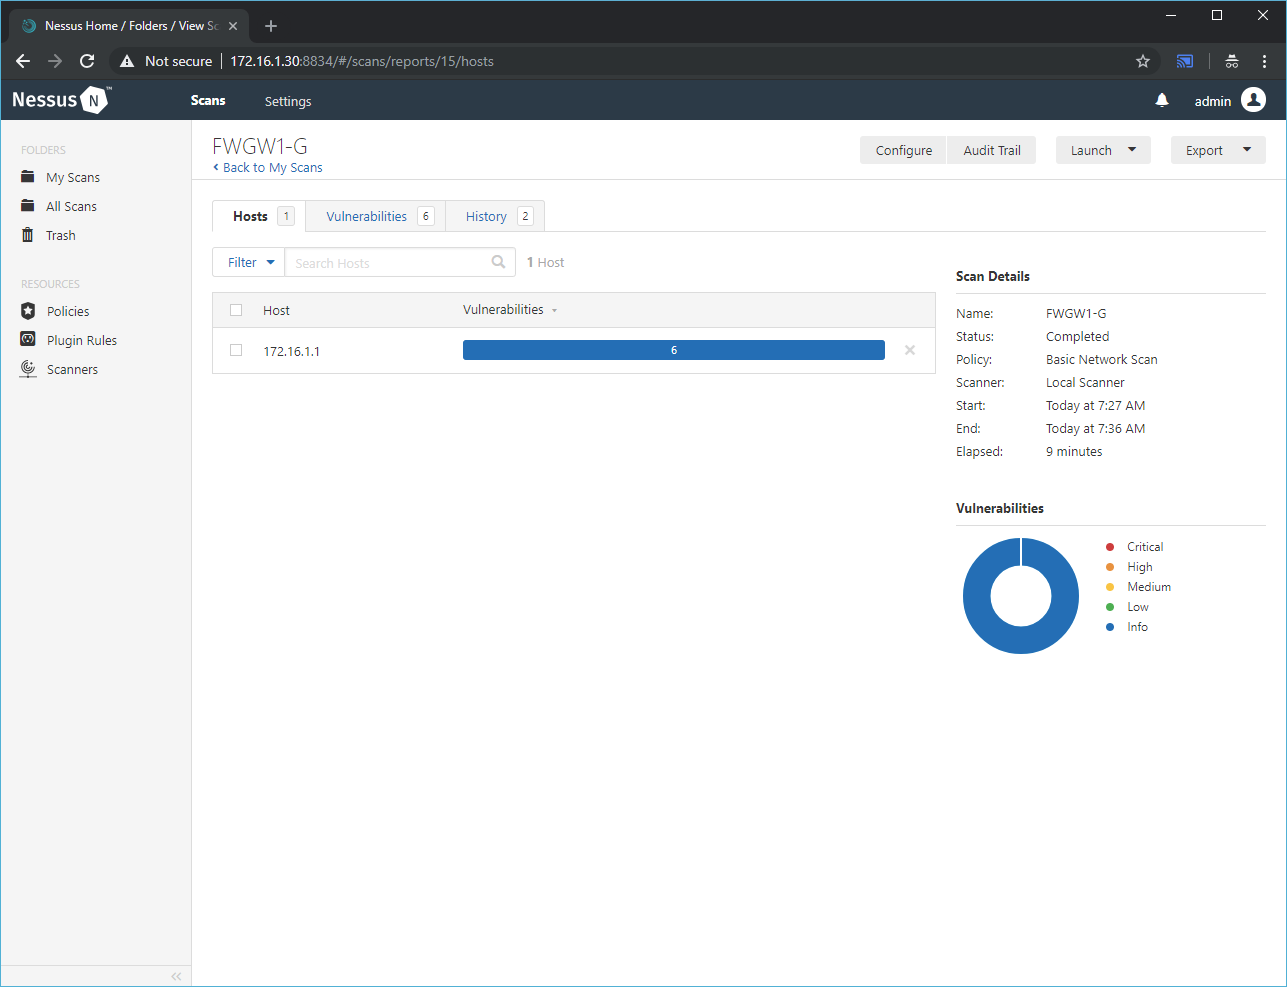 Nessus Home / Folders / View Sc
Not secure
172.16.1.30:8834/#/scans/reports/15/hosts
Nessus N ™
Scans
Settings
admin
FOLDERS
My Scans
All Scans
Trash
RESOURCES
Policies
Plugin Rules
Scanners
FWGW1-G
Back to My Scans
Configure
Audit Trail
Launch
Export
Hosts 1
Vulnerabilities 6
History 2
Filter
Search Hosts
1 Host
Host
Vulnerabilities
172.16.1.1
6
Scan Details
Name: FWGW1-G
Status: Completed
Policy: Basic Network Scan
Scanner: Local Scanner
Start: Today at 7:27 AM
End: Today at 7:36 AM
Elapsed: 9 minutes
Vulnerabilities
Critical
High
Medium
Low
Info